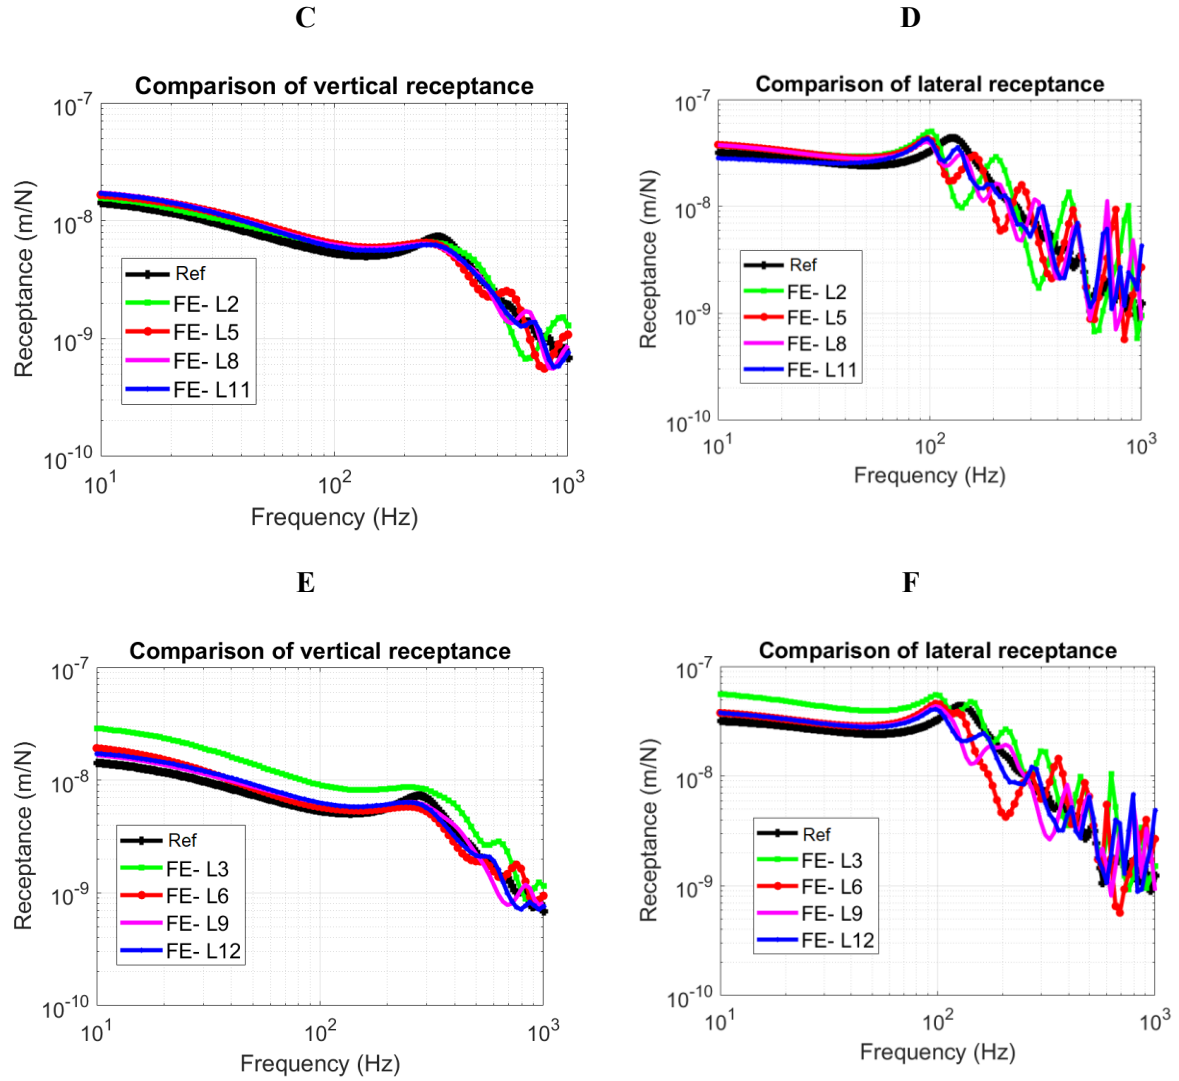 C
D
Comparison of vertical receptance
Receptance (m/N)
10-7
10-8
10-9
10-10
Ref
FE- L2
FE- L5
FE- L8
FE- L11
101
102
103
Frequency (Hz)
Comparison of lateral receptance
Receptance (m/N)
10-7
10-8
10-9
10-10
Ref
FE- L2
FE- L5
FE- L8
FE- L11
101
102
103
Frequency (Hz)
E
F
Comparison of vertical receptance
Receptance (m/N)
10-7
10-8
10-9
10-10
Ref
FE- L3
FE- L6
FE- L9
FE- L12
101
102
103
Frequency (Hz)
Comparison of lateral receptance
Receptance (m/N)
10-7
10-8
10-9
10-10
Ref
FE- L3
FE- L6
FE- L9
FE- L12
101
102
103
Frequency (Hz)